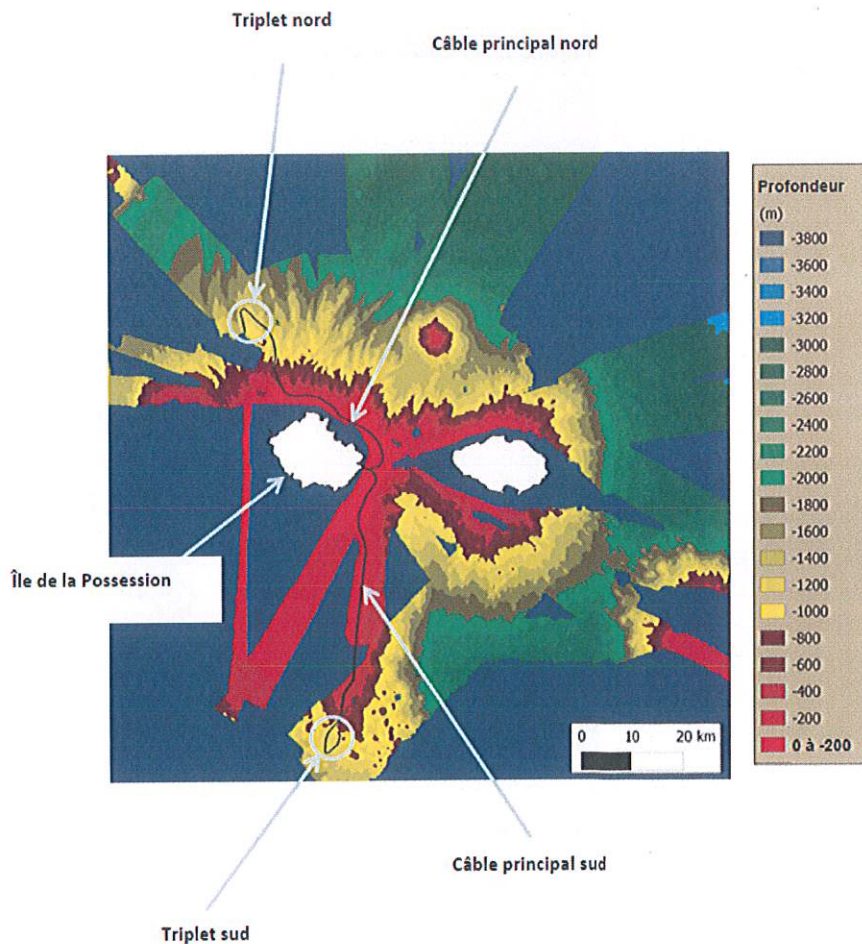 Triplet nord
Câble principal nord
Profondeur
(m)
-3800
-3600
-3400
-3200
-3000
-2800
-2600
-2400
-2200
-2000
-1800
-1600
-1400
-1200
-1000
-800
-600
-400
-200
0 à -200
Île de la Possession
0 10 20 km
Câble principal sud
Triplet sud